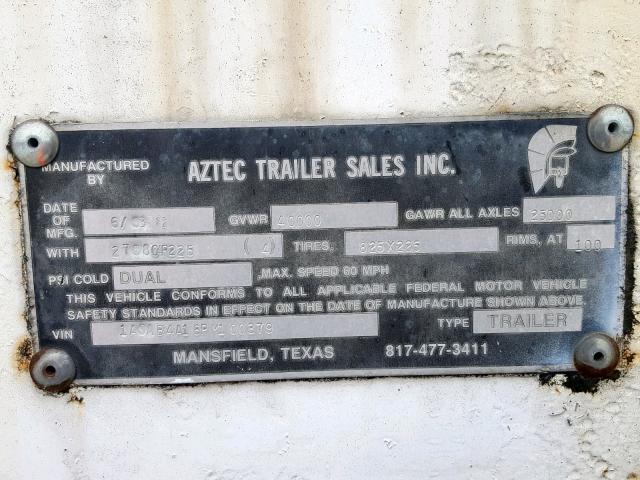 MANUFACTURED BY AZTEC TRAILER SALES INC.
DATE OF MFG. GVWR 40000 GAWR ALL AXLES 25000
WITH (4) TIRES, 825X225 RIMS, AT 100
PSI COLD DUAL .MAX. SPEED 60 MPH
THIS VEHICLE CONFORMS TO ALL APPLICABLE FEDERAL MOTOR VEHICLE
SAFETY STANDARDS IN EFFECT ON THE DATE OF MANUFACTURE SHOWN ABOVE.
VIN TYPE TRAILER
MANSFIELD, TEXAS 817-477-3411